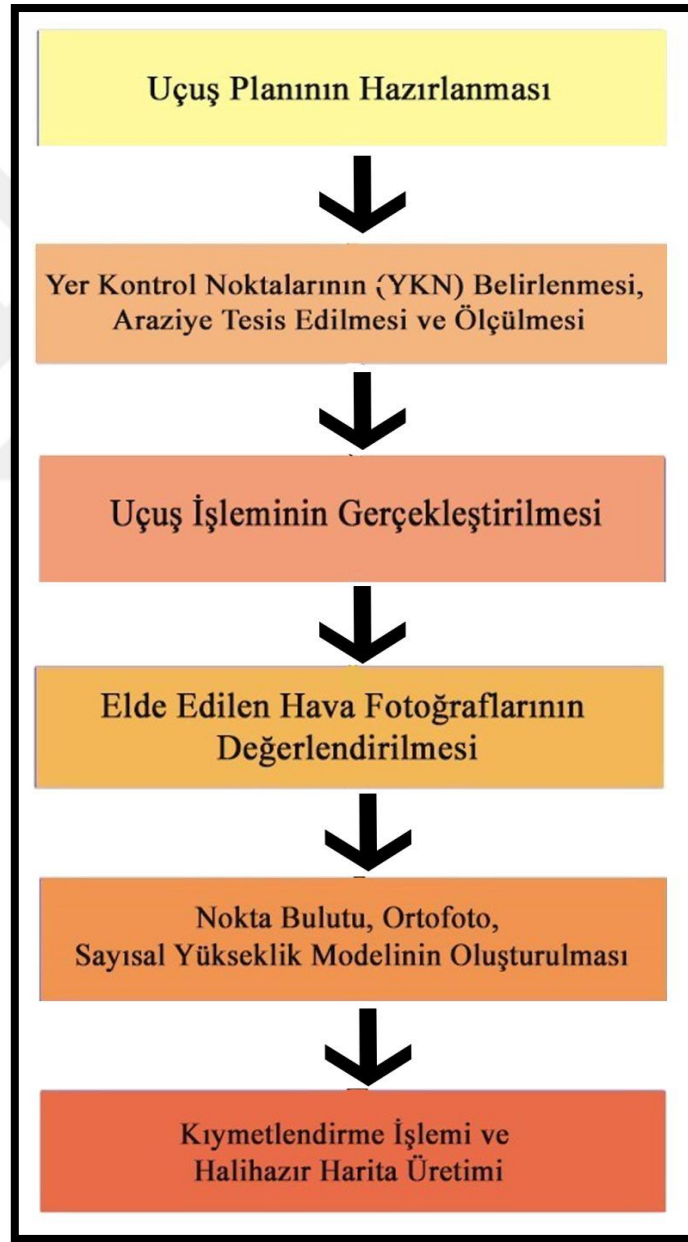 Uçuş Planının Hazırlanması
Yer Kontrol Noktalarının (YKN) Belirlenmesi,
Araziye Tesis Edilmesi ve Ölçülmesi
Uçuş İşleminin Gerçekleştirilmesi
Elde Edilen Hava Fotoğraflarının
Değerlendirilmesi
Nokta Bulutu, Ortofoto,
Sayısal Yükseklik Modelinin Oluşturulması
Kıymetlendirme İşlemi ve
Halihazır Harita Üretimi